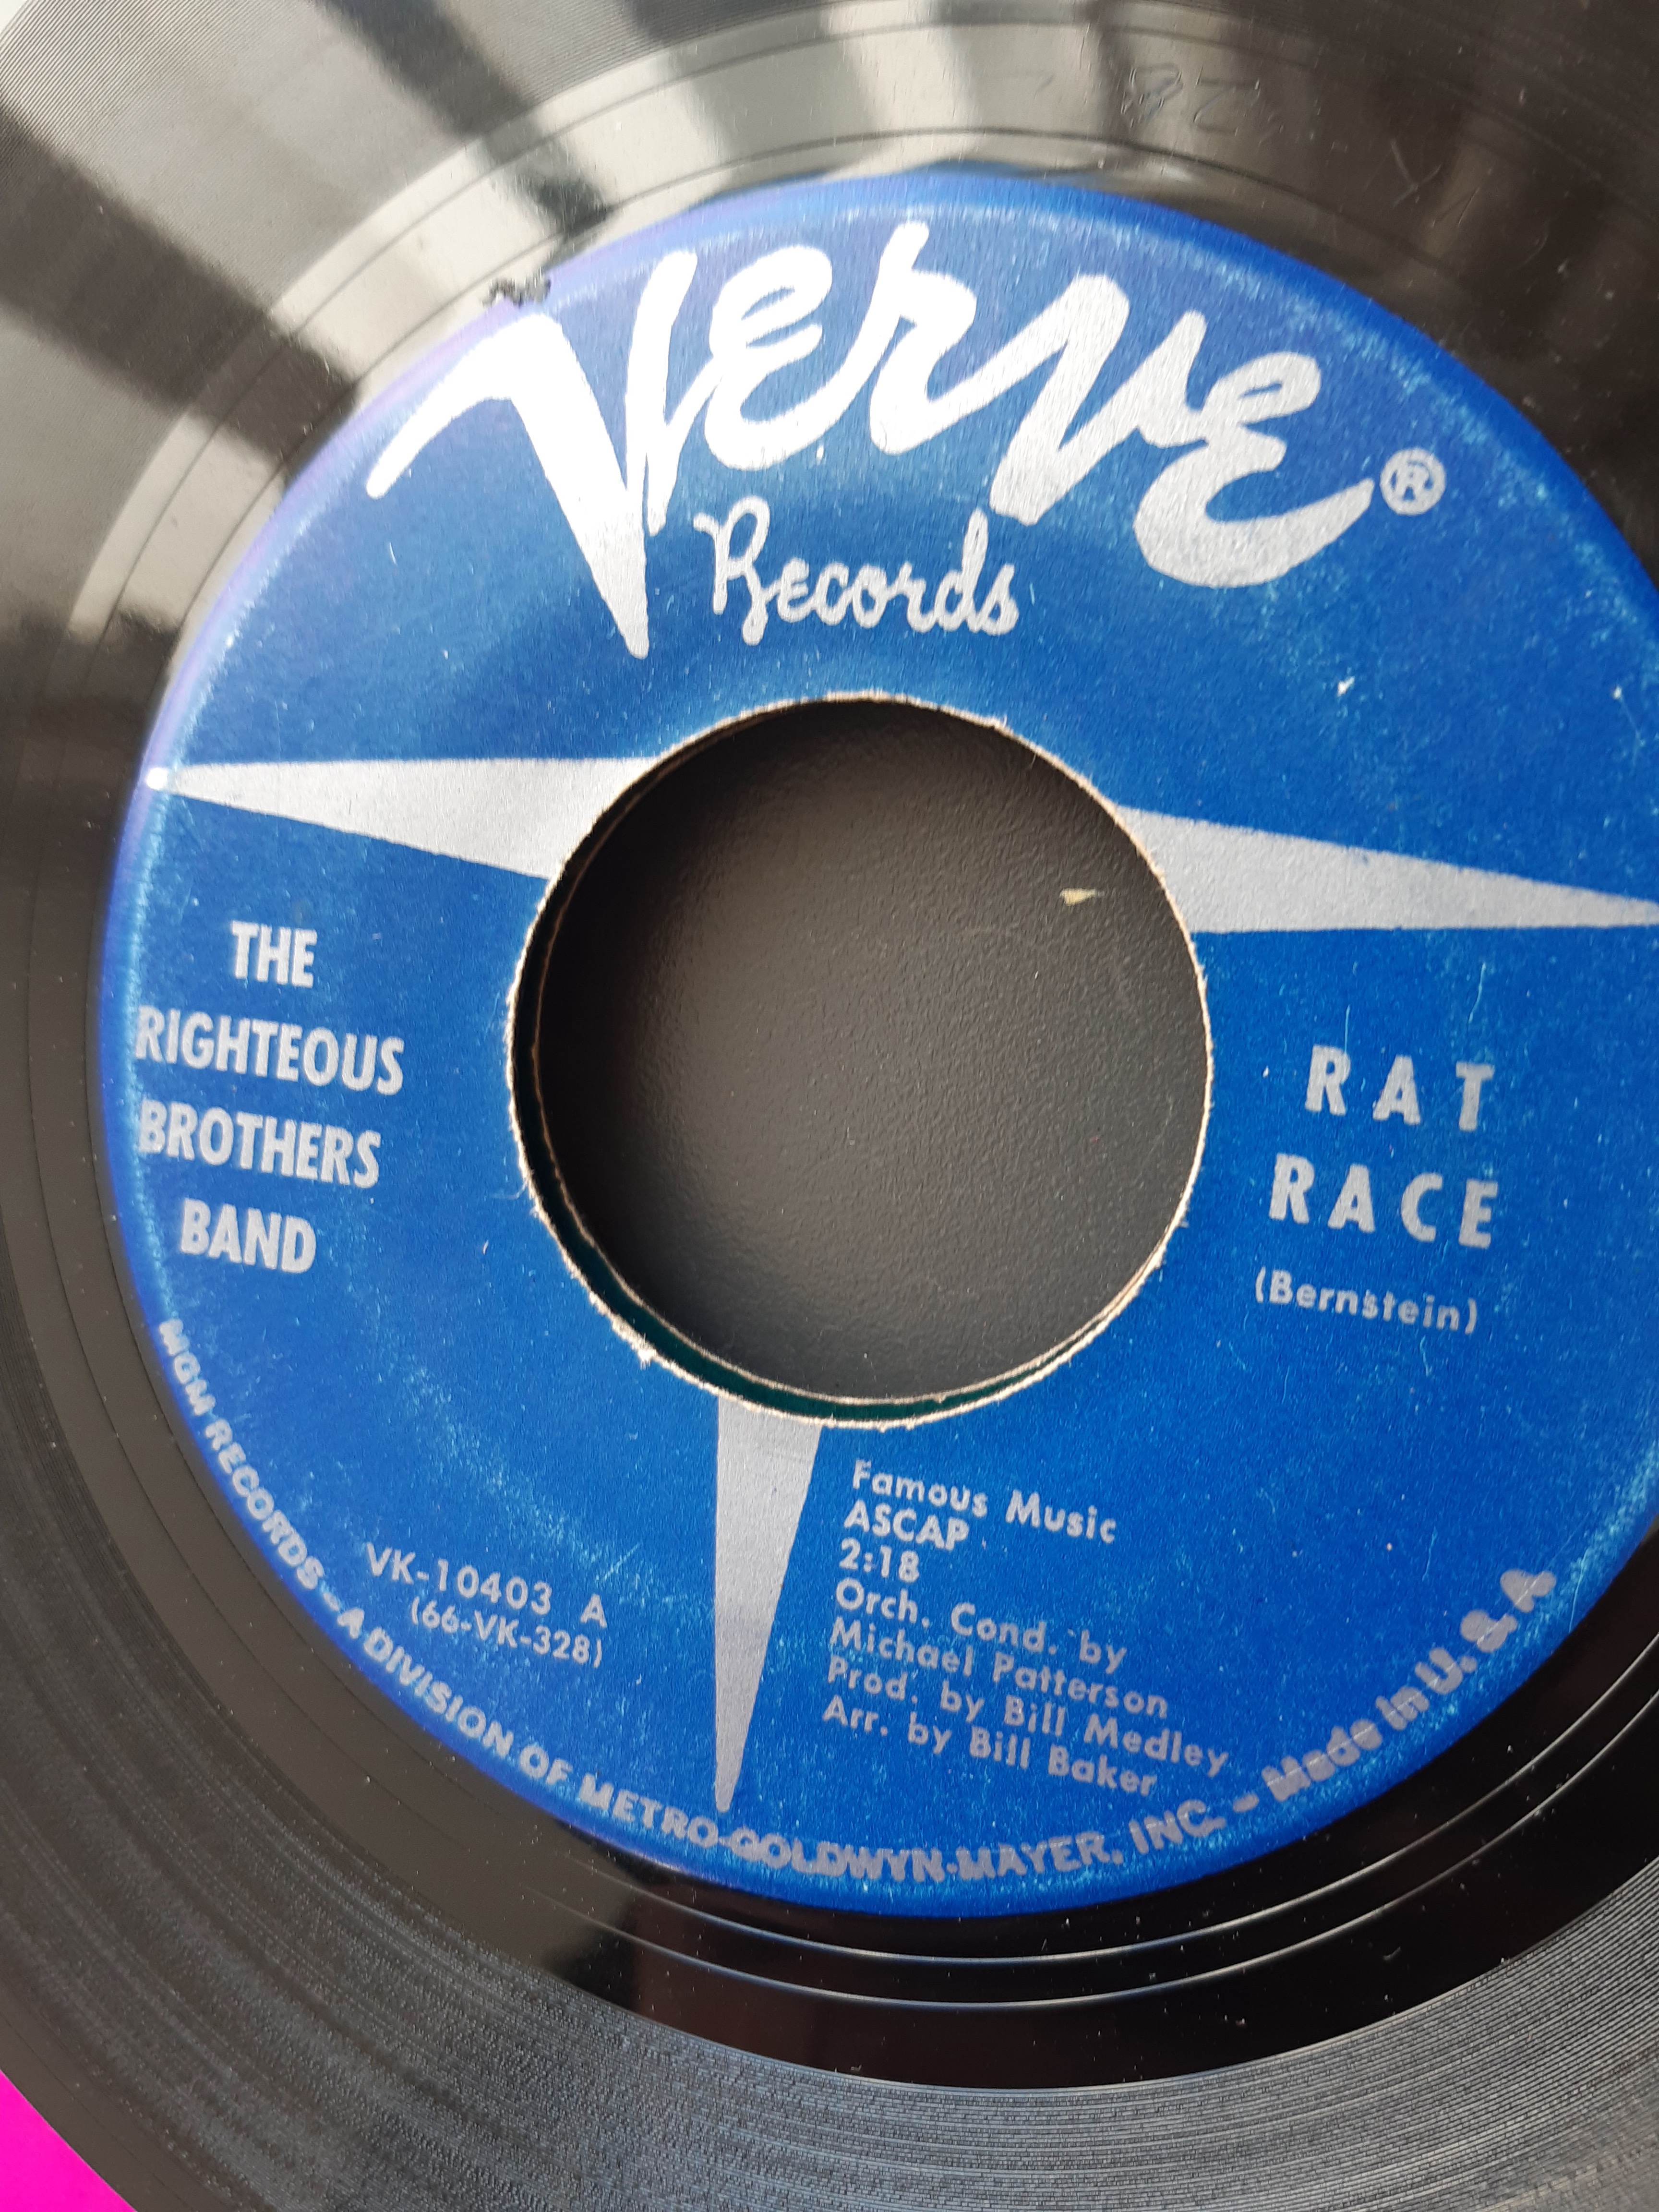 Verve®
Records
THE
RIGHTEOUS
BROTHERS
BAND
RAT
RACE
(Bernstein)
VK-10403 A
(66-VK-328)
Famous Music
ASCAP
2:18
Orch. Cond. by
Michael Patterson
Prod. by Bill Medley
Arr. by Bill Baker
MGM RECORDS - A DIVISION OF METRO-GOLDWYN-MAYER, INC. - Made in U.S.A